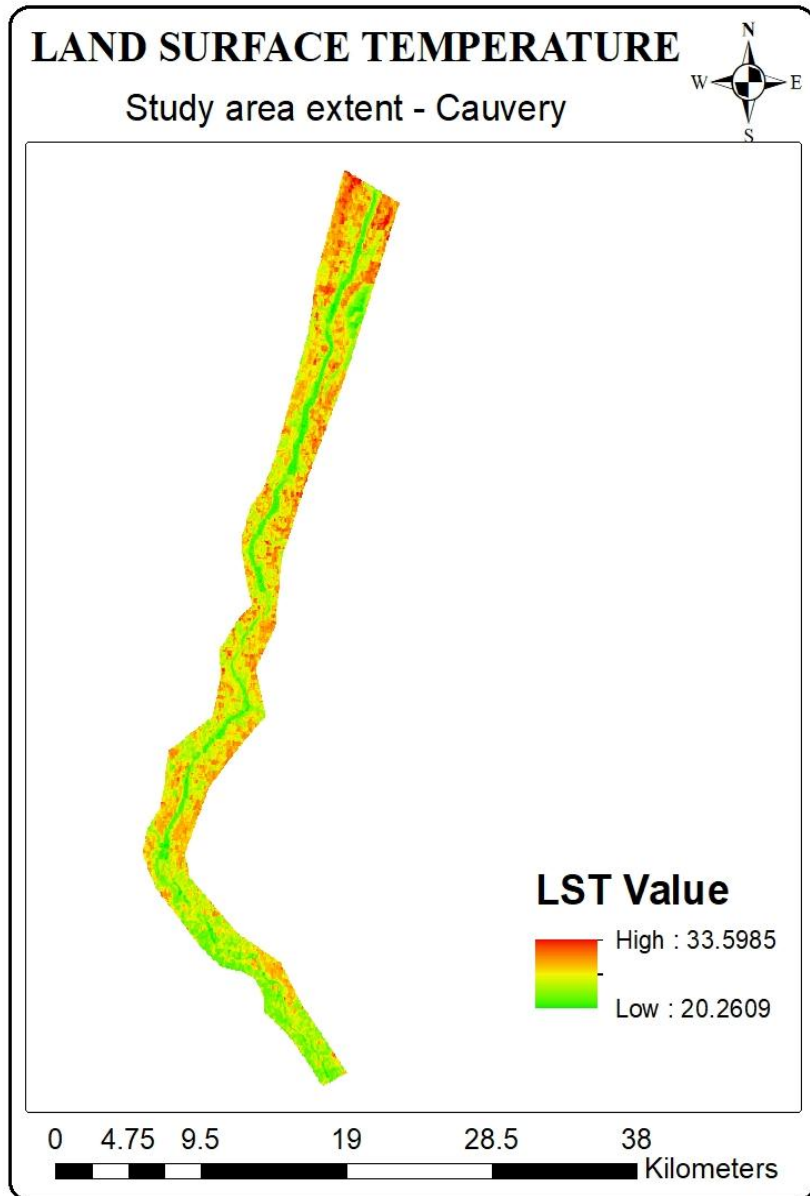 LAND SURFACE TEMPERATURE
Study area extent - Cauvery
N
W E
S
LST Value
High : 33.5985
Low : 20.2609
0 4.75 9.5 19 28.5 38
Kilometers